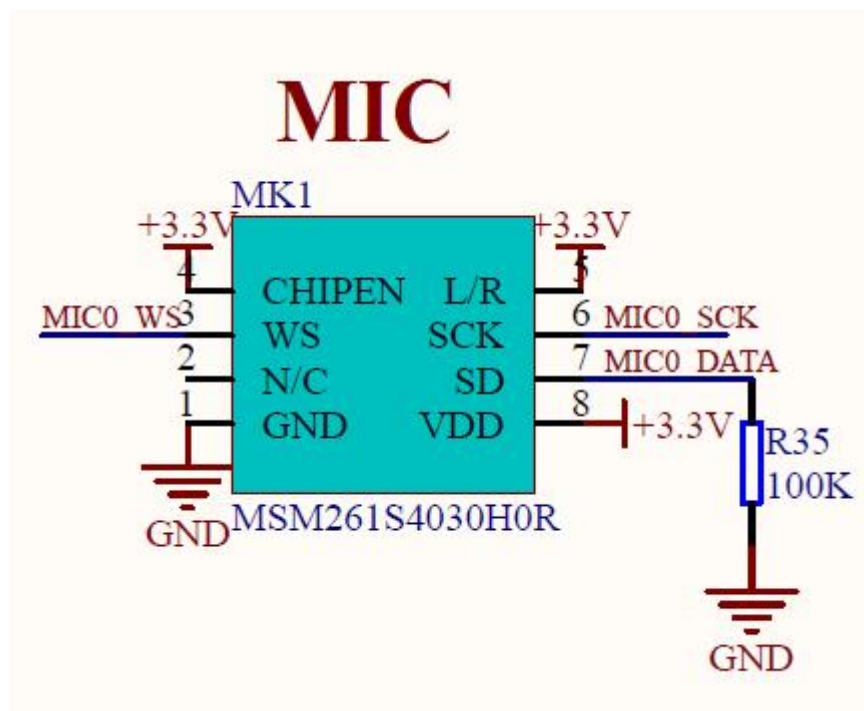 MIC
MK1
+3.3V
+3.3V
4
CHIPEN
L/R
5
MIC0_WS
3
WS
SCK
6
MIC0_SCK
2
N/C
SD
7
MIC0_DATA
1
GND
VDD
8
+3.3V
R35
100K
GND
MSM261S4030H0R
GND